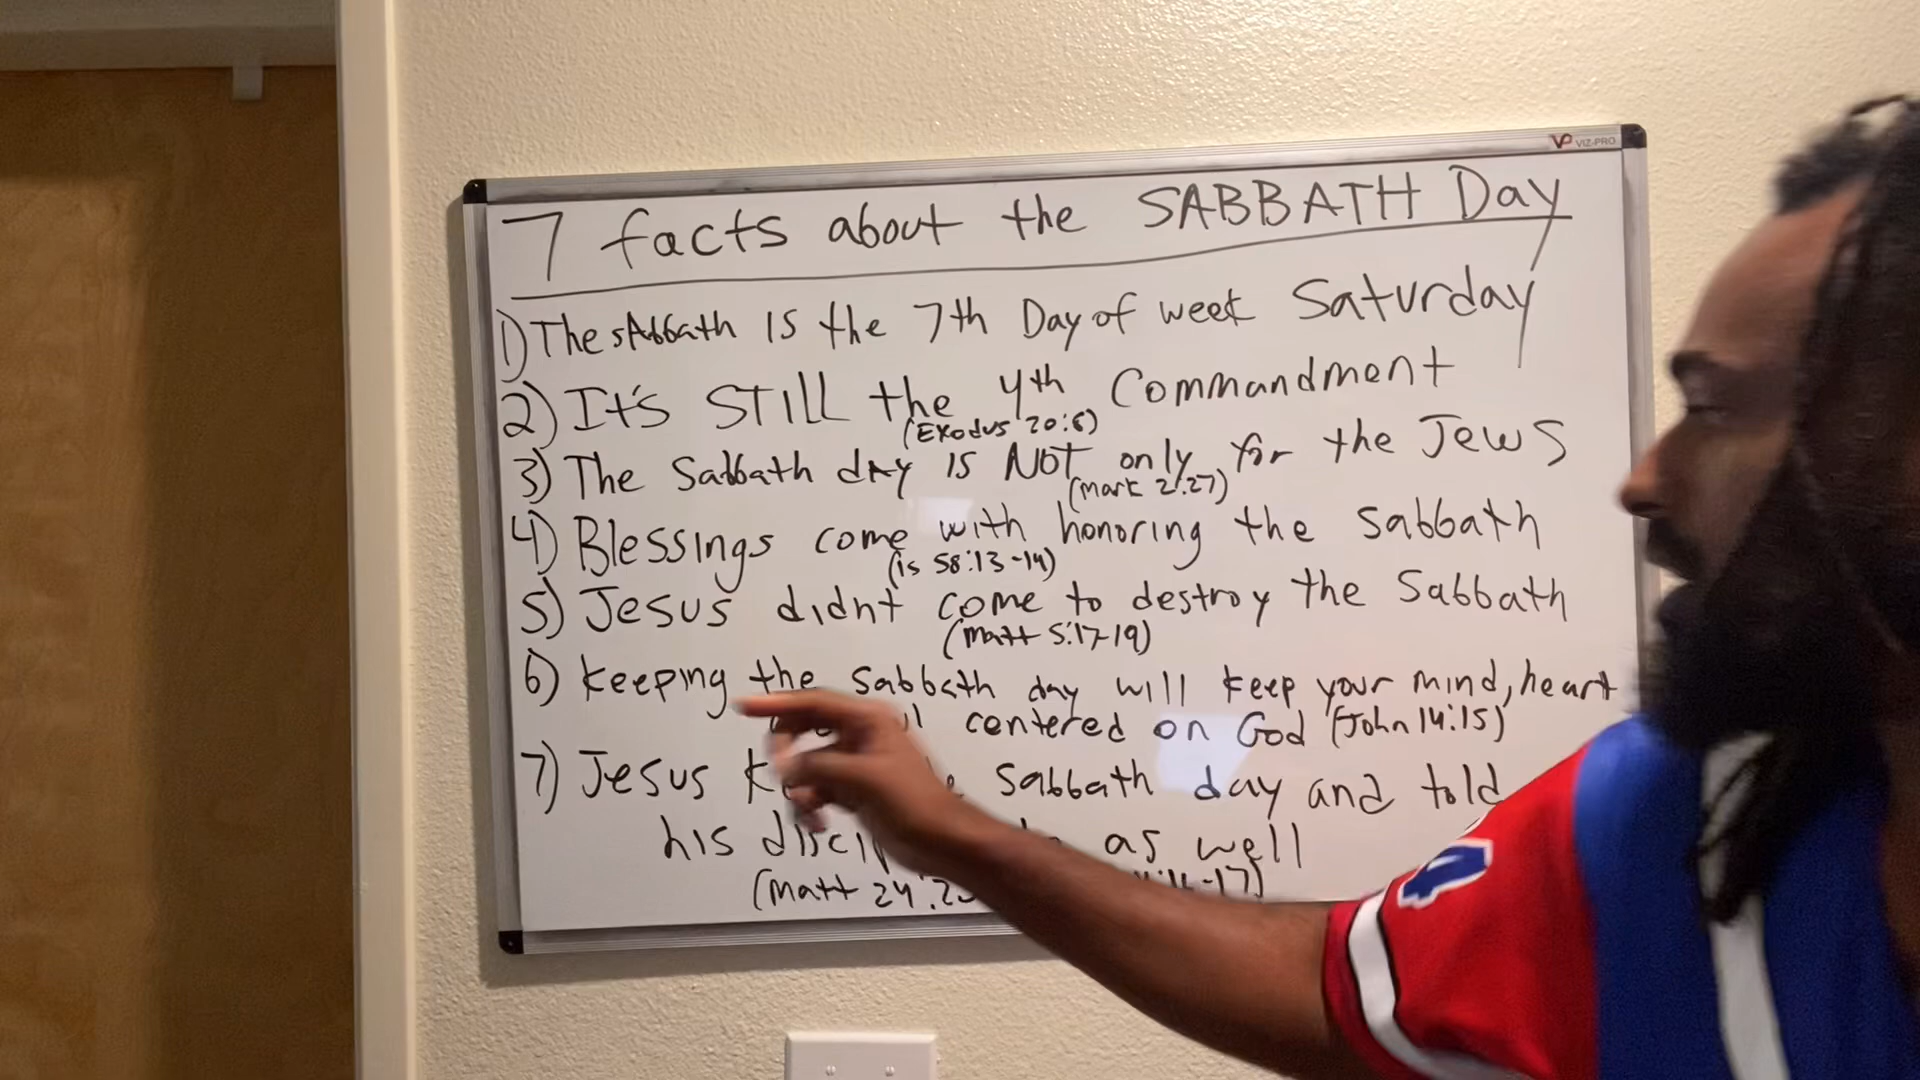 VP VIZ-PRO
7 facts about the SABBATH Day
1) The sAbbath Is the 7th Day of week Saturday
2) It's STILL the 4th Commandment
(Exodus 20:8)
3) The Sabbath dAy is NOT only for the Jews
(mark 2:27)
4) Blessings come with honoring the Sabbath
(is 58:13-14)
5) Jesus didnt come to destroy the Sabbath
(matt 5:17-19)
6) Keeping the Sabbath day will keep your mind, heart
centered on God (John 14:15)
7) Jesus the Sabbath day and told
his as well
(matt 24:2
4